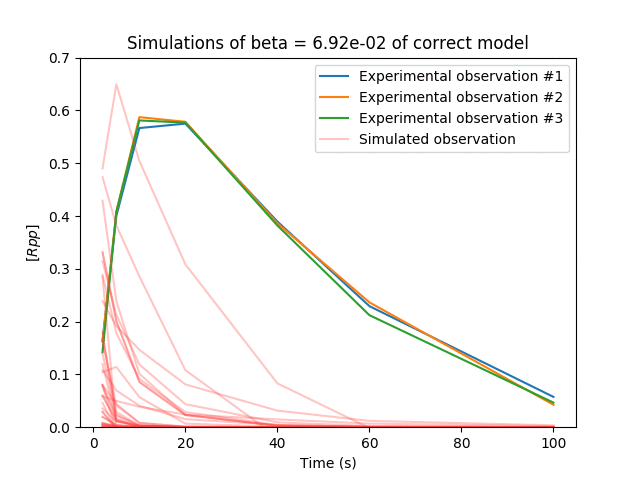 Simulations of beta = 6.92e-02 of correct model
Experimental observation #1
Experimental observation #2
Experimental observation #3
Simulated observation
[Rpp]
0.7
0.6
0.5
0.4
0.3
0.2
0.1
0.0
0 20 40 60 80 100
Time (s)